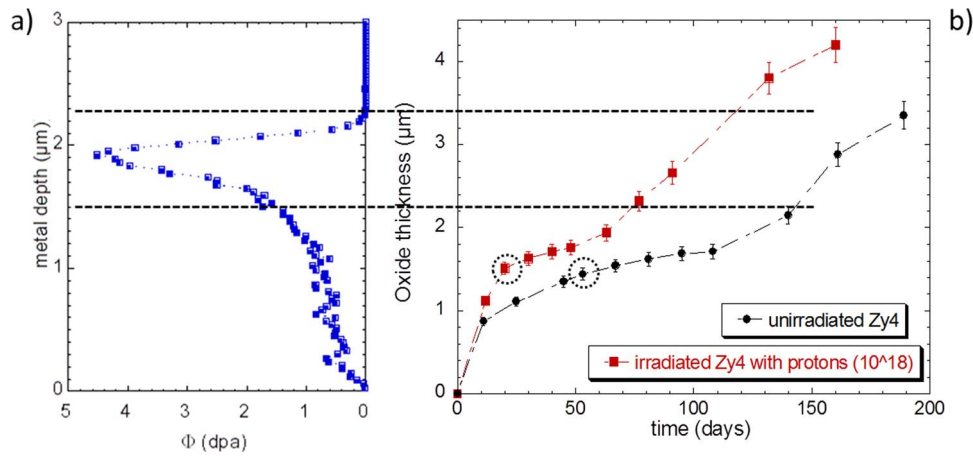 a)
3
2
1
0
metal depth (μm)
5 4 3 2 1 0
Φ (dpa)
b)
4
3
2
1
0
Oxide thickness (μm)
unirradiated Zy4
irradiated Zy4 with protons (10^18)
0 50 100 150 200
time (days)